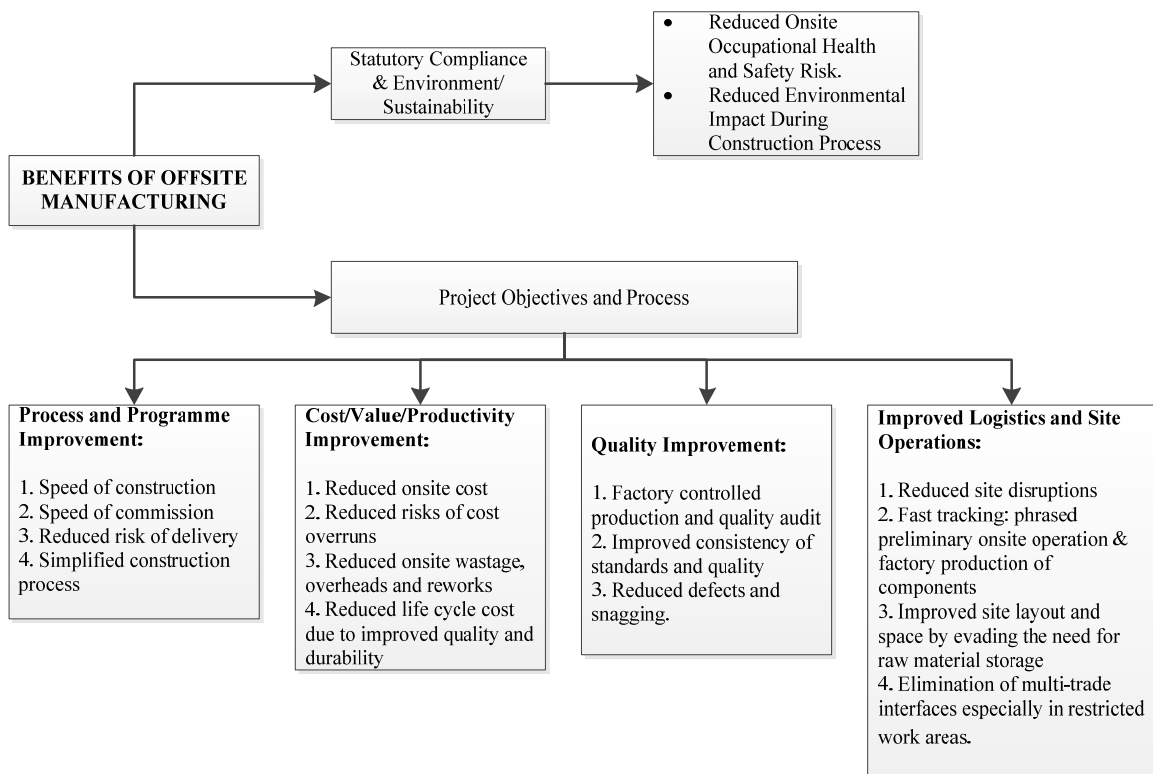 Statutory Compliance
& Environment/
Sustainability
● Reduced Onsite
Occupational Health
and Safety Risk.
● Reduced Environmental
Impact During
Construction Process
BENEFITS OF OFFSITE
MANUFACTURING
Project Objectives and Process
Process and Programme
Improvement:
1. Speed of construction
2. Speed of commission
3. Reduced risk of delivery
4. Simplified construction
process
Cost/Value/Productivity
Improvement:
1. Reduced onsite cost
2. Reduced risks of cost
overruns
3. Reduced onsite wastage,
overheads and reworks
4. Reduced life cycle cost
due to improved quality and
durability
Quality Improvement:
1. Factory controlled
production and quality audit
2. Improved consistency of
standards and quality
3. Reduced defects and
snagging.
Improved Logistics and Site
Operations:
1. Reduced site disruptions
2. Fast tracking: phrased
preliminary onsite operation &
factory production of
components
3. Improved site layout and
space by evading the need for
raw material storage
4. Elimination of multi-trade
interfaces especially in restricted
work areas.